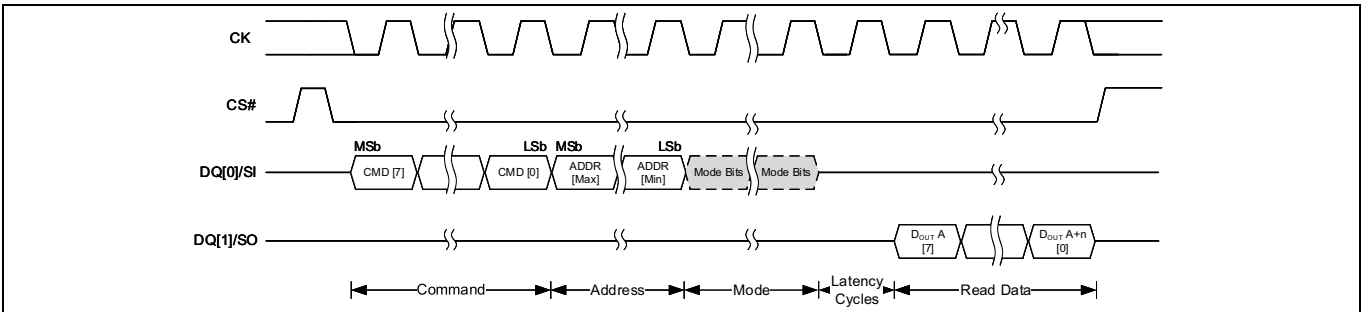 CK
CS#
MSb LSb MSb LSb
DQ[0]/SI CMD [7] CMD [0] ADDR [Max] ADDR [Min] Mode Bits Mode Bits
DQ[1]/SO DOUT A [7] DOUT A+n [0]
Command Address Mode Latency Cycles Read Data